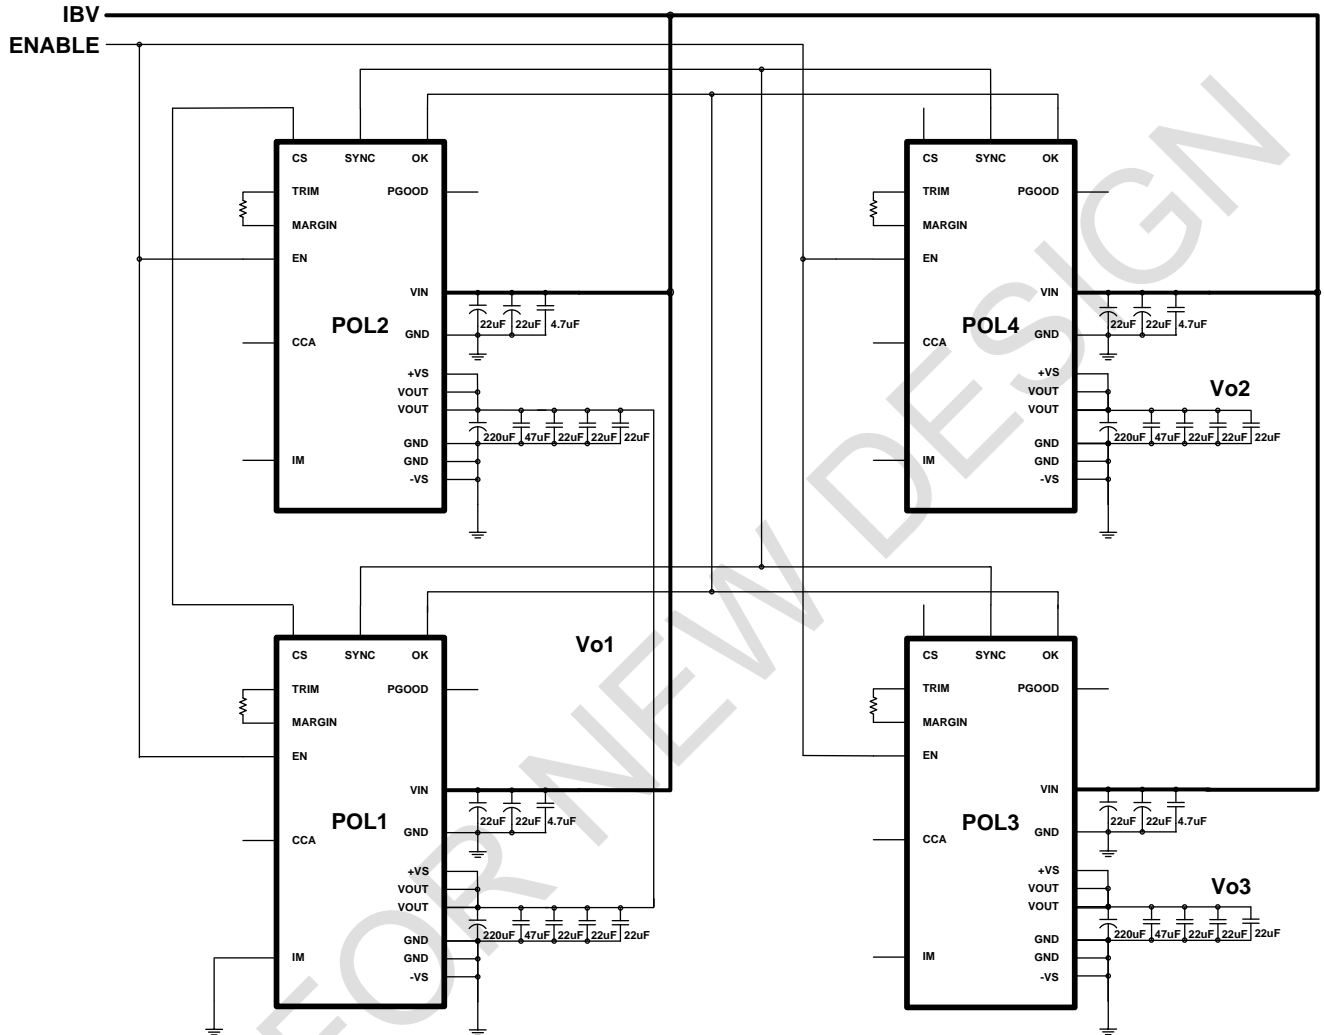 IBV
ENABLE
CS SYNC OK
TRIM PGOOD
MARGIN
EN
VIN
22uF 22uF 4.7uF
POL2
GND
CCA
+VS
VOUT
VOUT
220uF 47uF 22uF 22uF 22uF
GND
IM GND
-VS
CS SYNC OK
TRIM PGOOD
MARGIN
EN
VIN
22uF 22uF 4.7uF
POL4
GND
CCA
+VS
Vo2
VOUT
VOUT
220uF 47uF 22uF 22uF 22uF
GND
IM GND
-VS
Vo1
CS SYNC OK
TRIM PGOOD
MARGIN
EN
VIN
22uF 22uF 4.7uF
POL1
GND
CCA
+VS
VOUT
VOUT
220uF 47uF 22uF 22uF 22uF
GND
IM GND
-VS
CS SYNC OK
TRIM PGOOD
MARGIN
EN
VIN
22uF 22uF 4.7uF
POL3
GND
CCA
+VS
Vo3
VOUT
VOUT
220uF 47uF 22uF 22uF 22uF
GND
IM GND
-VS
FOR NEW DESIGN